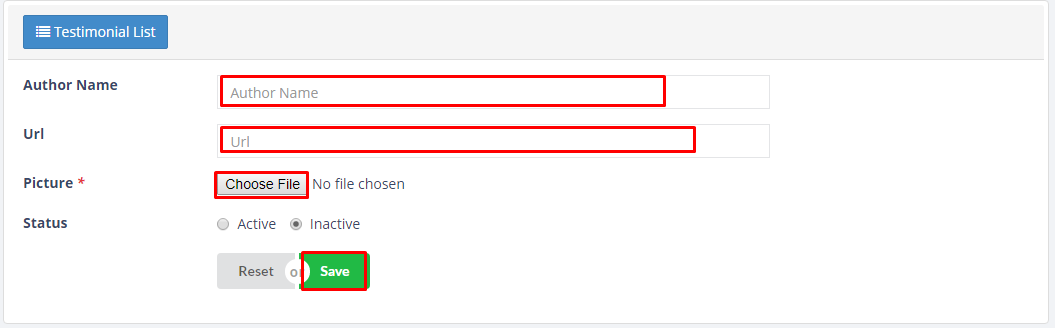 Testimonial List
Author Name
Author Name
Url
Url
Picture *
Choose File No file chosen
Status
Active Inactive
Reset or Save